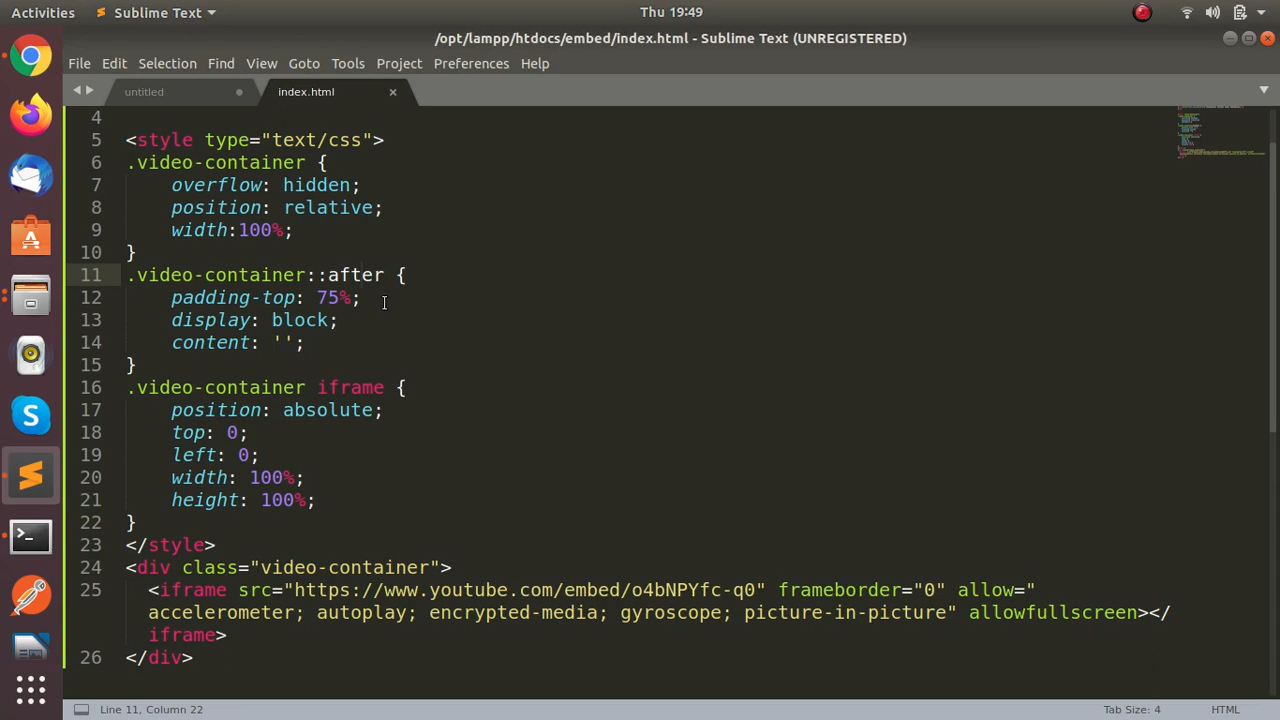 Activities Sublime Text Thu 19:49
/opt/lampp/htdocs/embed/index.html - Sublime Text (UNREGISTERED)
File Edit Selection Find View Goto Tools Project Preferences Help
untitled index.html
4
5 <style type="text/css">
6 .video-container {
7 overflow: hidden;
8 position: relative;
9 width:100%;
10 }
11 .video-container::after {
12 padding-top: 75%;
13 display: block;
14 content: '';
15 }
16 .video-container iframe {
17 position: absolute;
18 top: 0;
19 left: 0;
20 width: 100%;
21 height: 100%;
22 }
23 </style>
24 <div class="video-container">
25 <iframe src="https://www.youtube.com/embed/o4bNPYfc-q0" frameborder="0" allow="
accelerometer; autoplay; encrypted-media; gyroscope; picture-in-picture" allowfullscreen></
iframe>
26 </div>
Line 11, Column 22 Tab Size: 4 HTML